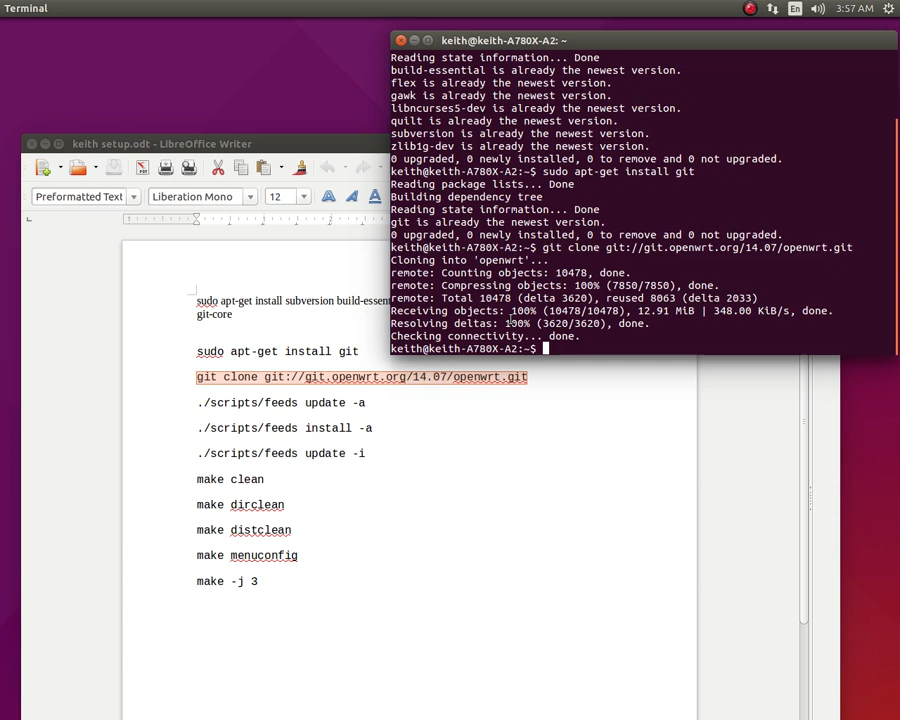 Terminal
En
3:57 AM
keith@keith-A780X-A2: ~
Reading state information... Done
build-essential is already the newest version.
flex is already the newest version.
gawk is already the newest version.
libncurses5-dev is already the newest version.
quilt is already the newest version.
subversion is already the newest version.
zlib1g-dev is already the newest version.
0 upgraded, 0 newly installed, 0 to remove and 0 not upgraded.
keith@keith-A780X-A2:~$ sudo apt-get install git
Reading package lists... Done
Building dependency tree
Reading state information... Done
git is already the newest version.
0 upgraded, 0 newly installed, 0 to remove and 0 not upgraded.
keith@keith-A780X-A2:~$ git clone git://git.openwrt.org/14.07/openwrt.git
Cloning into 'openwrt'...
remote: Counting objects: 10478, done.
remote: Compressing objects: 100% (7850/7850), done.
remote: Total 10478 (delta 3620), reused 8063 (delta 2033)
Receiving objects: 100% (10478/10478), 12.91 MiB | 348.00 KiB/s, done.
Resolving deltas: 100% (3620/3620), done.
Checking connectivity... done.
keith@keith-A780X-A2:~$
keith setup.odt - LibreOffice Writer
Preformatted Text
Liberation Mono
12
A A A
1 1 2
sudo apt-get install subversion build-essent
git-core
sudo apt-get install git
git clone git://git.openwrt.org/14.07/openwrt.git
./scripts/feeds update -a
./scripts/feeds install -a
./scripts/feeds update -i
make clean
make dirclean
make distclean
make menuconfig
make -j 3